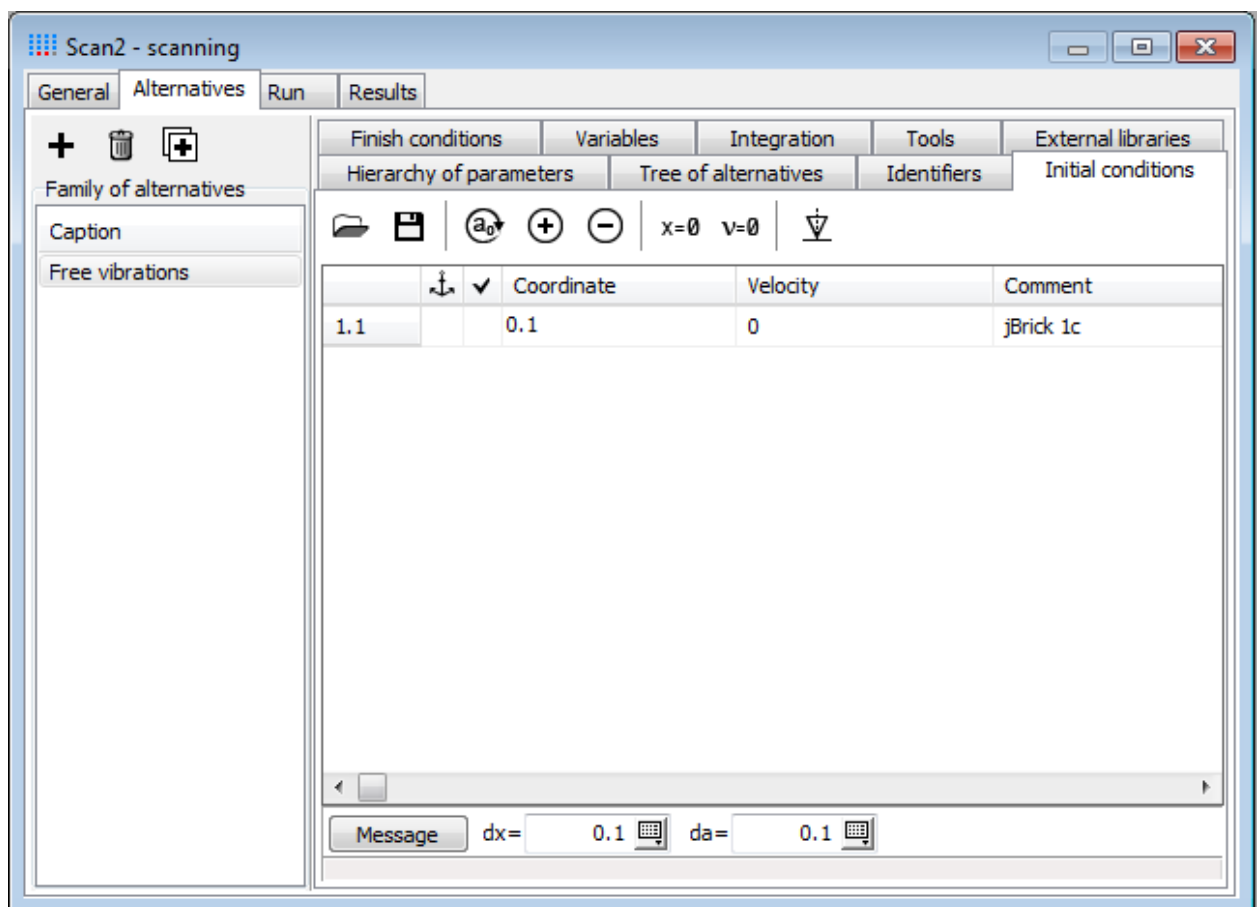 Scan2 - scanning
General Alternatives Run Results
Finish conditions Variables Integration Tools External libraries
Hierarchy of parameters Tree of alternatives Identifiers Initial conditions
Family of alternatives
Caption
Free vibrations
a₀ x=0 v=0
Coordinate Velocity Comment
1.1 0.1 0 jBrick 1c
Message dx= 0.1 da= 0.1